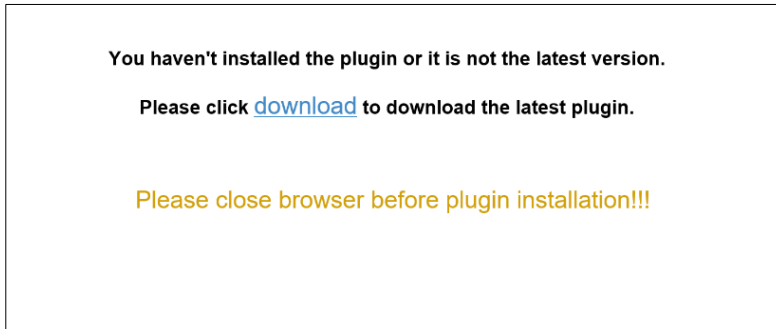 You haven't installed the plugin or it is not the latest version.
Please click download to download the latest plugin.
Please close browser before plugin installation!!!